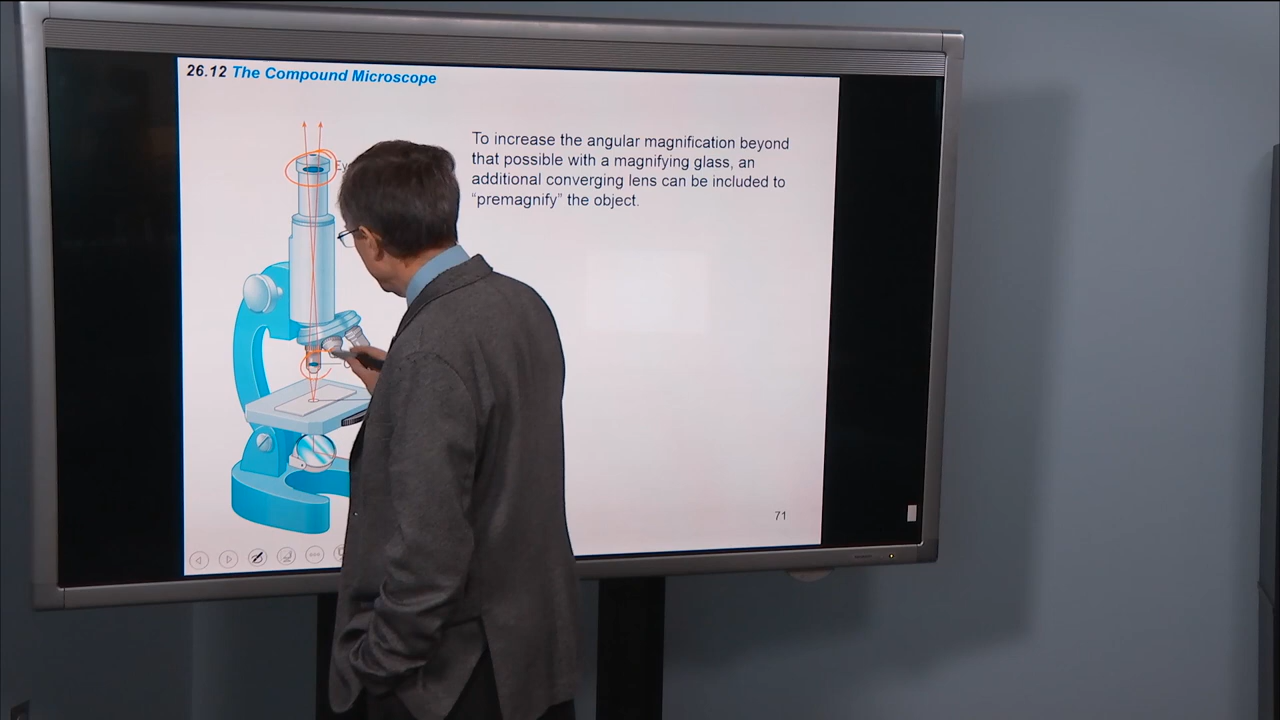 26.12 The Compound Microscope
To increase the angular magnification beyond
that possible with a magnifying glass, an
additional converging lens can be included to
“premagnify” the object.
71